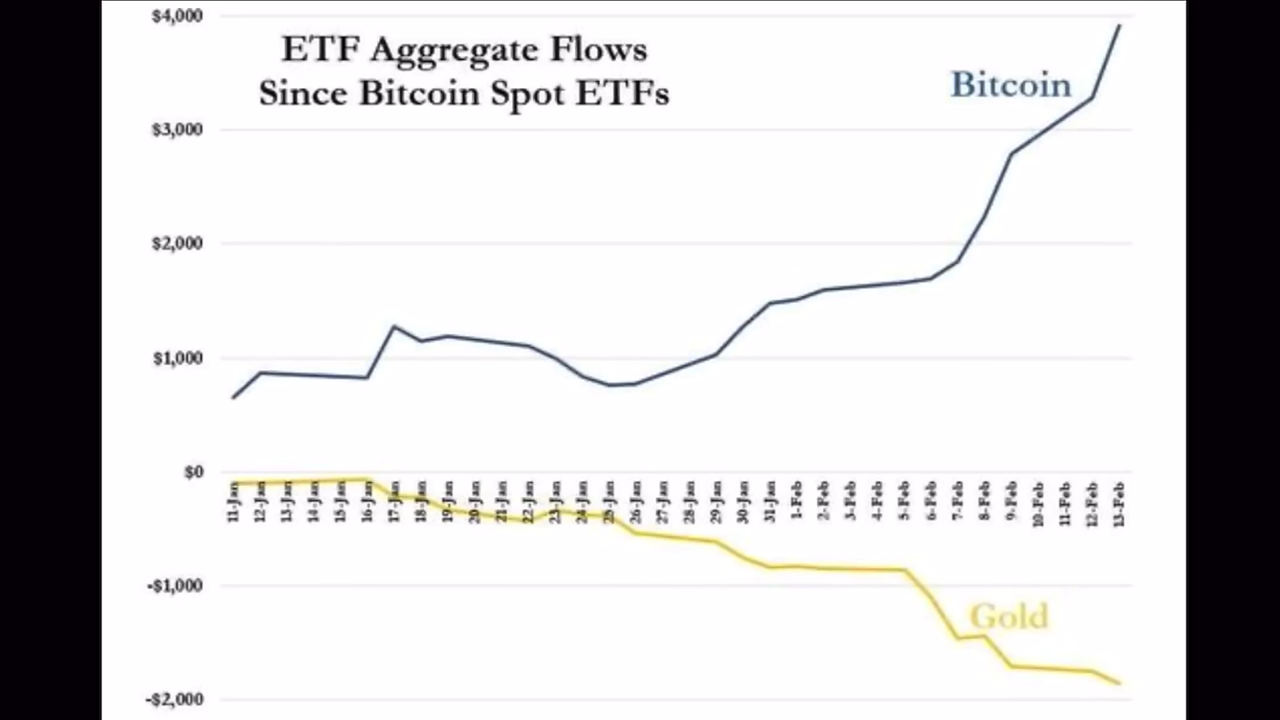 ETF Aggregate Flows
Since Bitcoin Spot ETFs
$4,000
Bitcoin
$3,000
$2,000
$1,000
$0
11-Jan
12-Jan
13-Jan
14-Jan
15-Jan
16-Jan
17-Jan
18-Jan
19-Jan
20-Jan
21-Jan
22-Jan
23-Jan
24-Jan
25-Jan
26-Jan
27-Jan
28-Jan
29-Jan
30-Jan
31-Jan
1-Feb
2-Feb
3-Feb
4-Feb
5-Feb
6-Feb
7-Feb
8-Feb
9-Feb
10-Feb
11-Feb
12-Feb
13-Feb
-$1,000
Gold
-$2,000